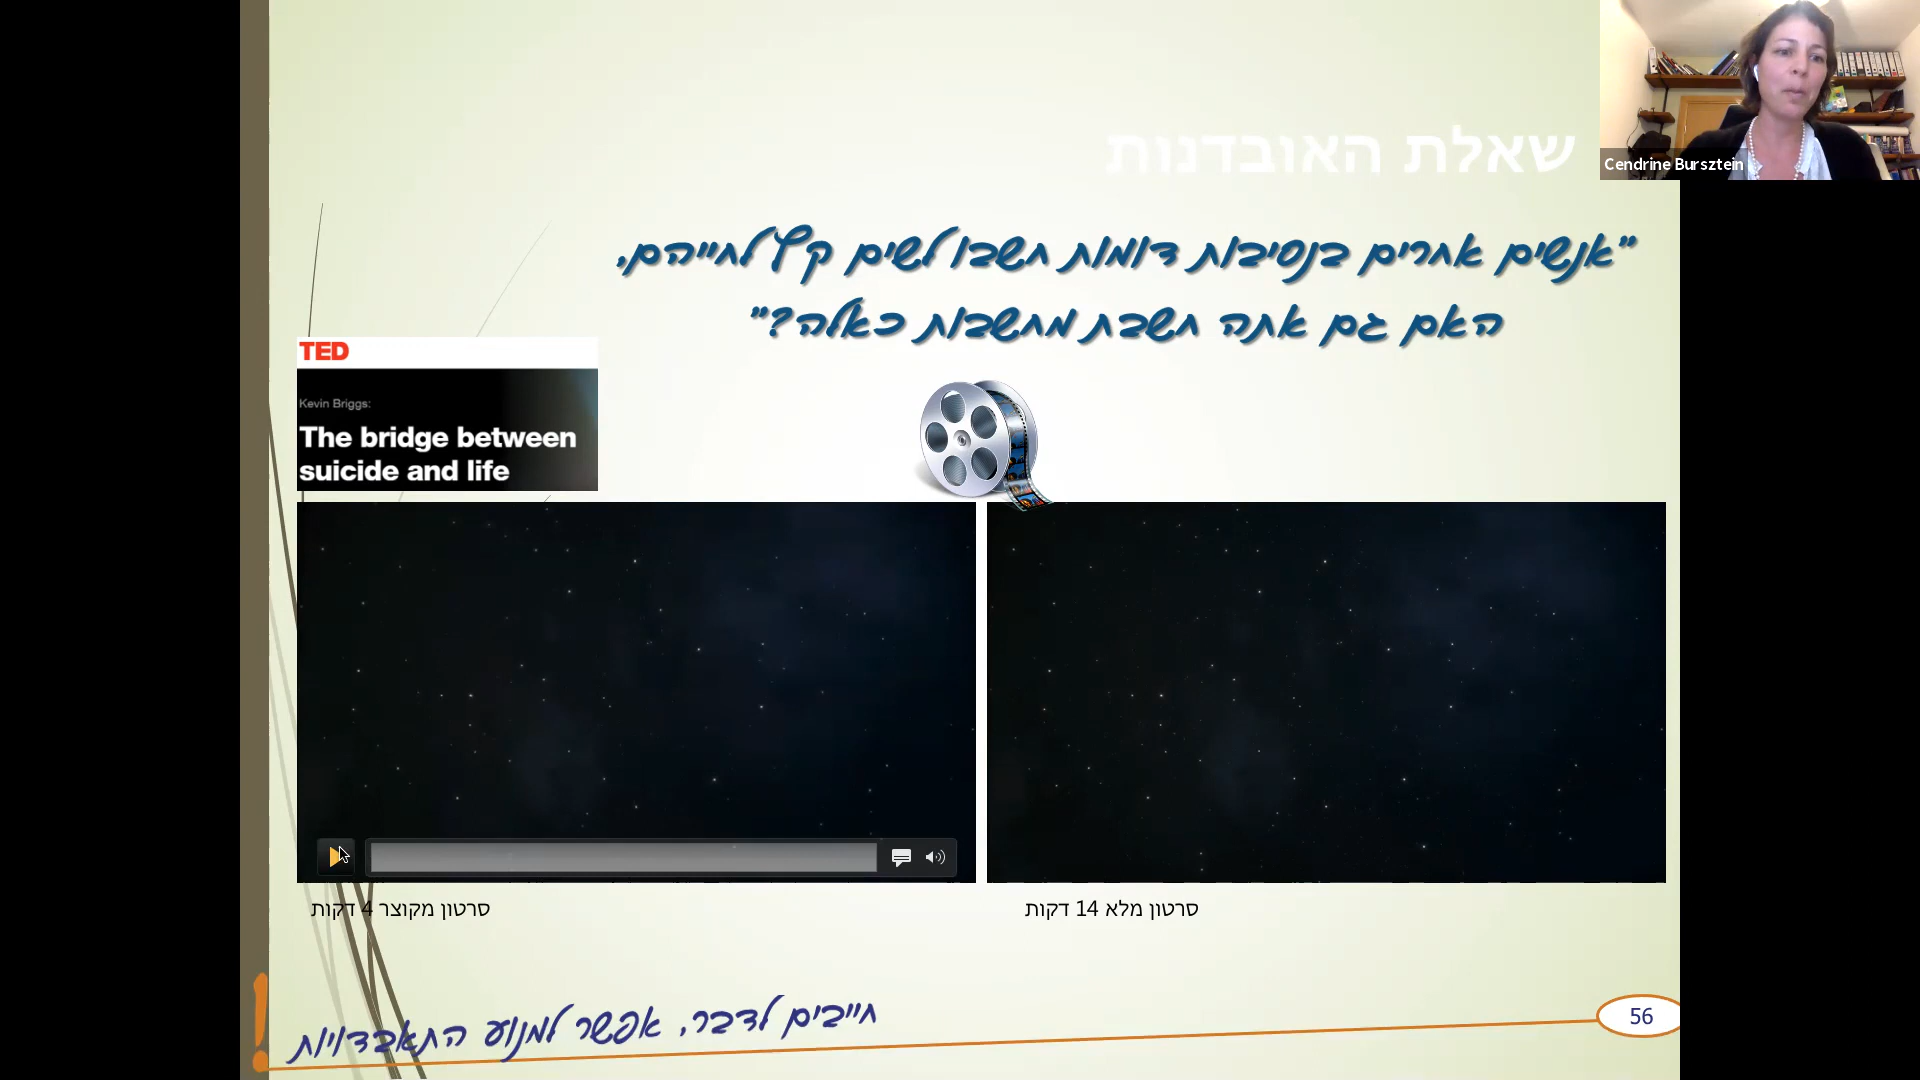 Cendrine Bursztein
שאלת האובדנות
"אנשים אחרים בנסיבות דומות חשבו לשים קץ לחייהם,
האם גם אתה חשבת מחשבות כאלה?"
TED
Kevin Briggs:
The bridge between
suicide and life
סרטון מקוצר 4 דקות
סרטון מלא 14 דקות
חייבים לדבר, אפשר למנוע התאבדויות!
56